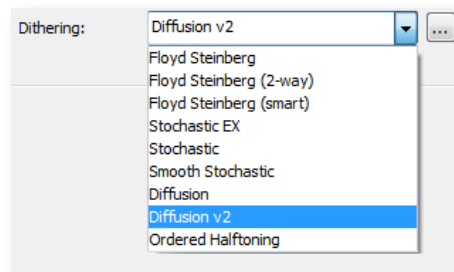 Dithering: Diffusion v2 ...
Floyd Steinberg
Floyd Steinberg (2-way)
Floyd Steinberg (smart)
Stochastic EX
Stochastic
Smooth Stochastic
Diffusion
Diffusion v2
Ordered Halftoning